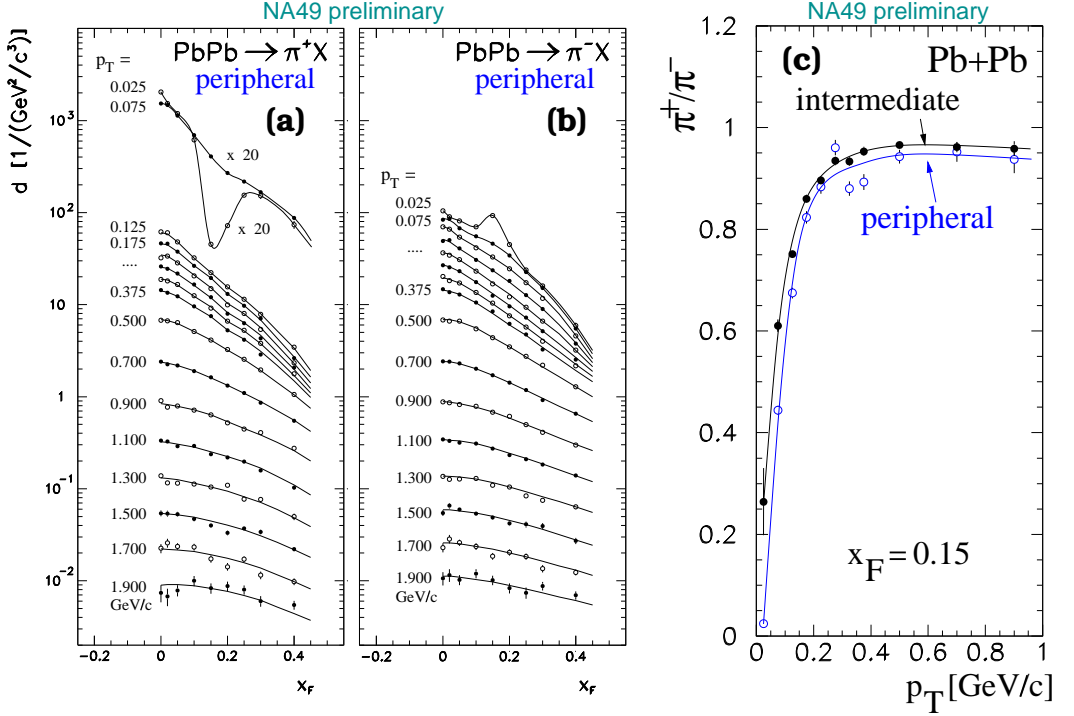 NA49 preliminary
d [1/(GeV²/c³)]
PbPb → π⁺X
peripheral
(a)
p_T =
0.025
0.075
x 20
x 20
0.125
0.175
....
0.375
0.500
0.700
0.900
1.100
1.300
1.500
1.700
1.900
GeV/c
10³
10²
10
1
10⁻¹
10⁻²
−0.2 0 0.2 0.4
x_F
PbPb → π⁻X
peripheral
(b)
p_T =
0.025
0.075
....
0.375
0.500
0.700
0.900
1.100
1.300
1.500
1.700
1.900
GeV/c
−0.2 0 0.2 0.4
x_F
NA49 preliminary
π⁺/π⁻
(c) Pb+Pb
intermediate
peripheral
x_F = 0.15
1.2
1
0.8
0.6
0.4
0.2
0
0 0.2 0.4 0.6 0.8 1
p_T [GeV/c]